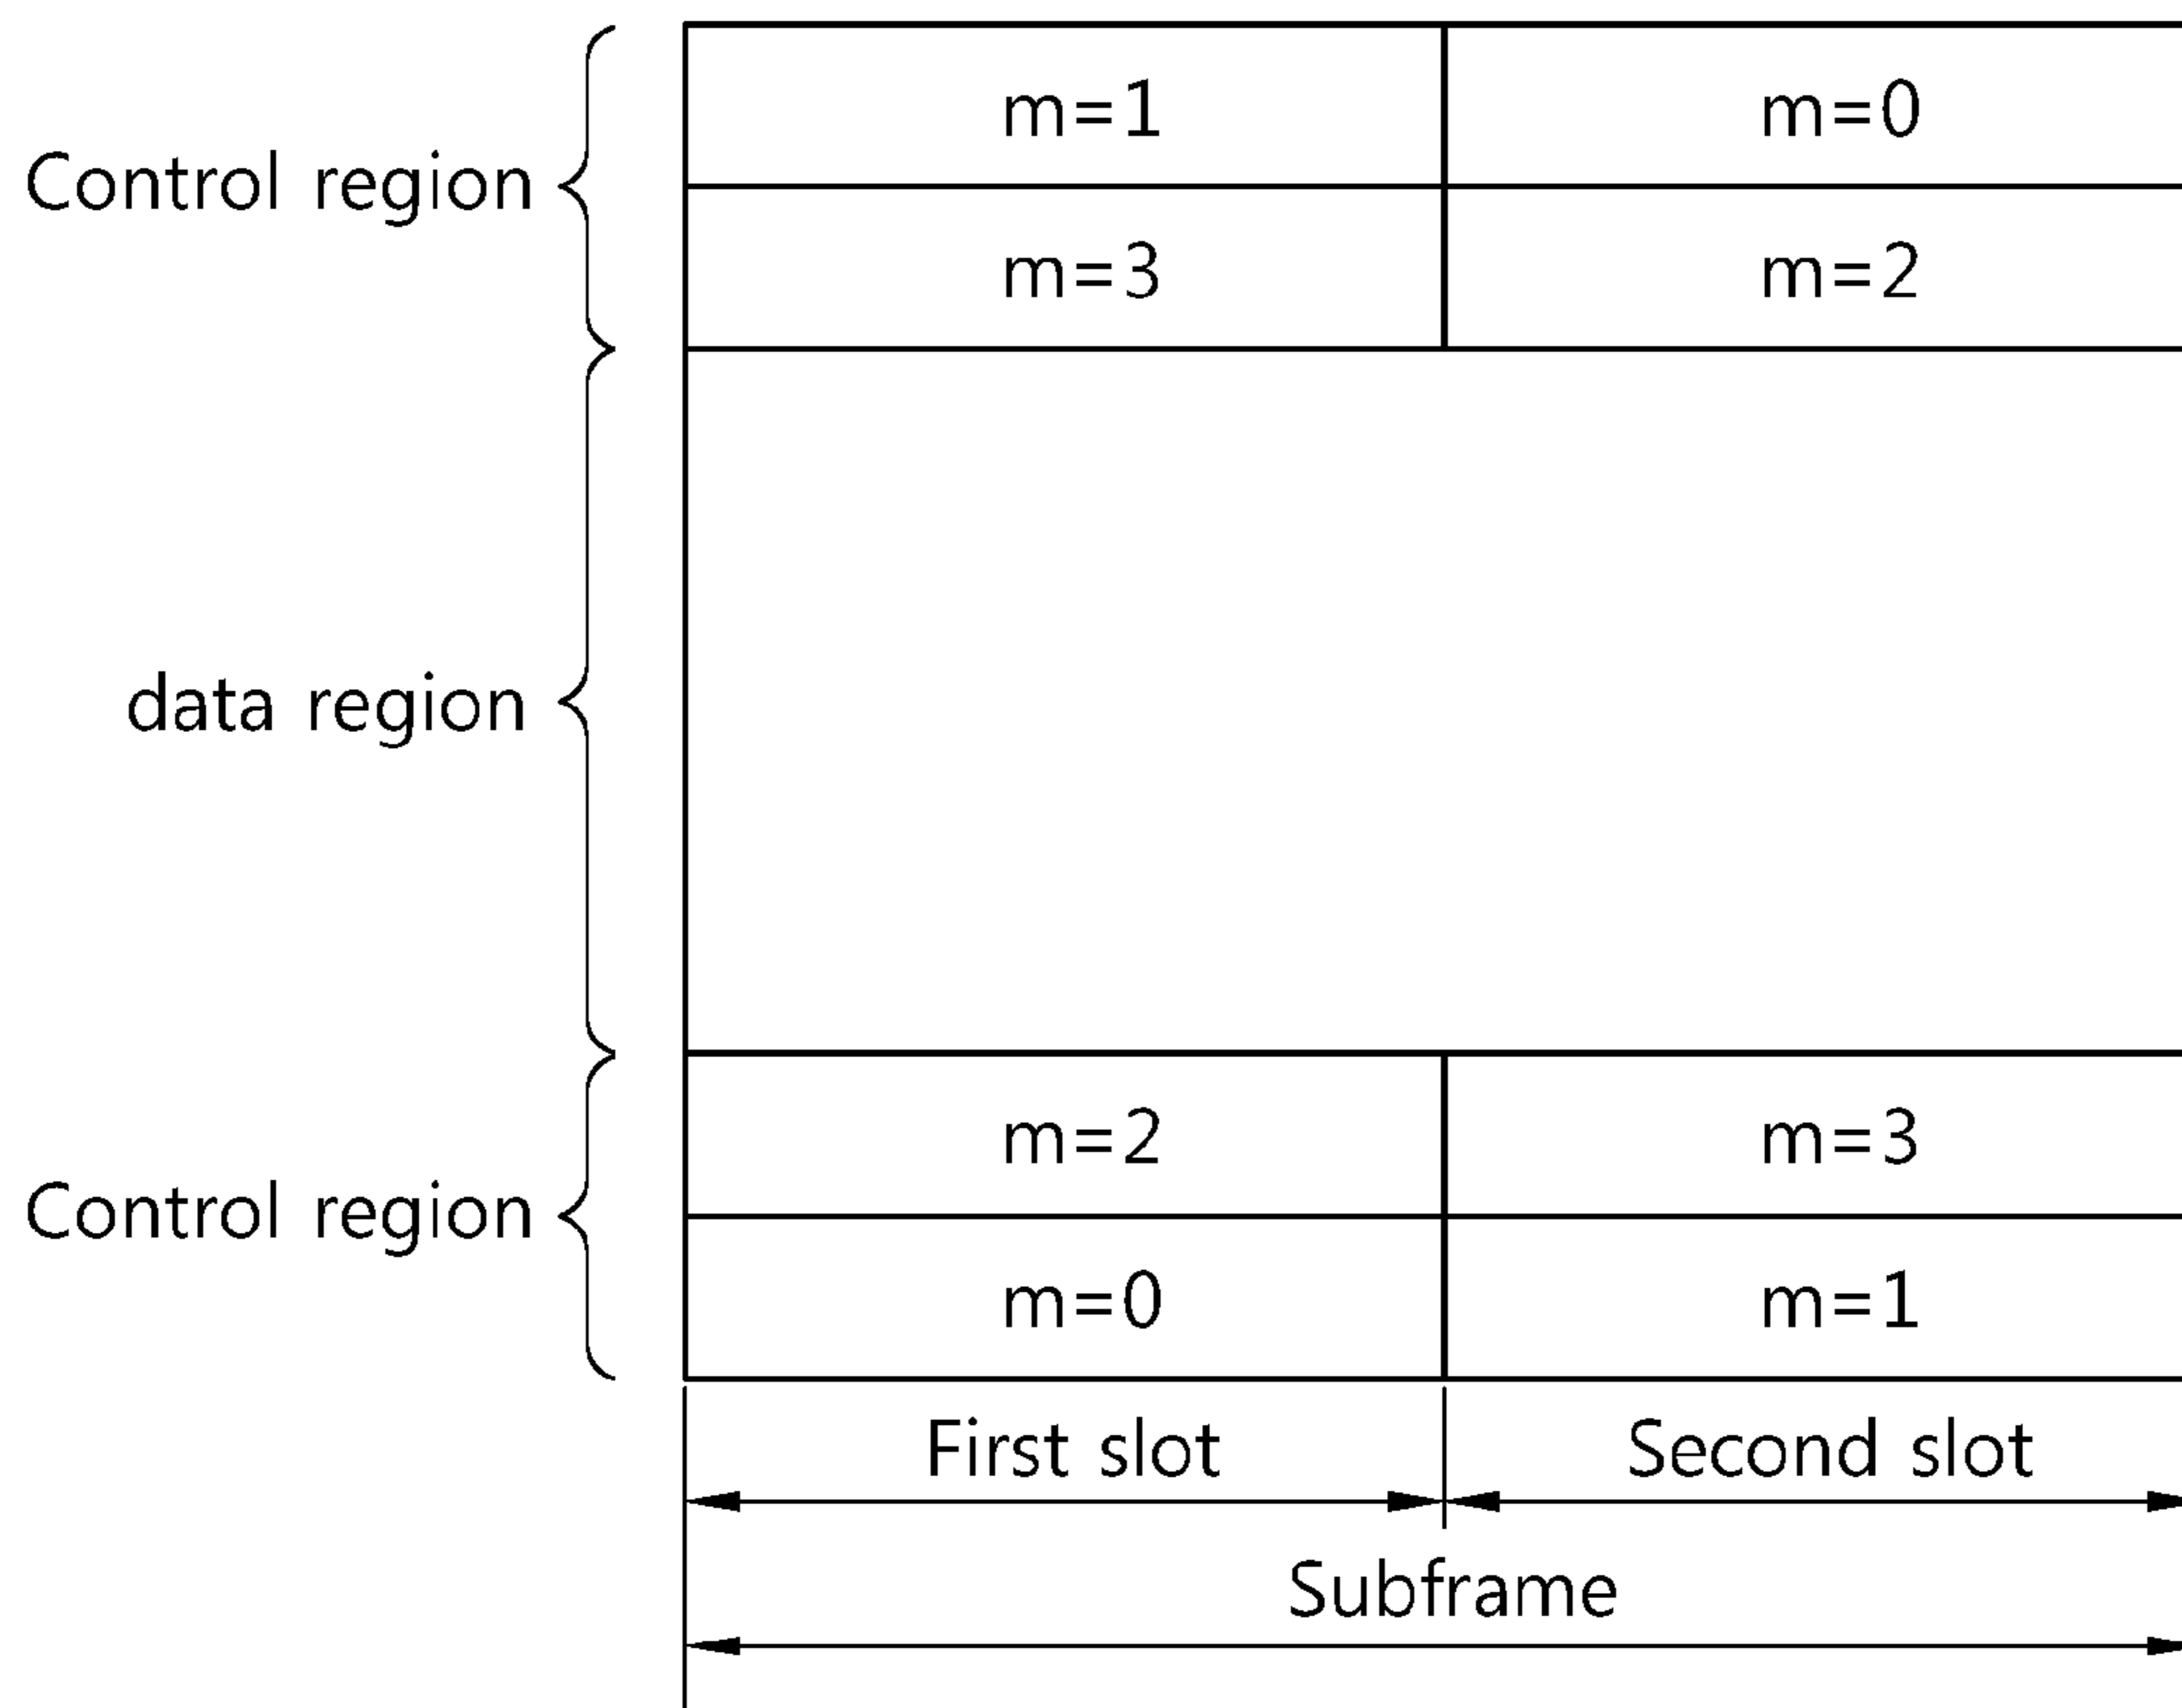 m=1 m=0
Control region
m=3 m=2
data region
m=2 m=3
Control region
m=0 m=1
First slot Second slot
Subframe